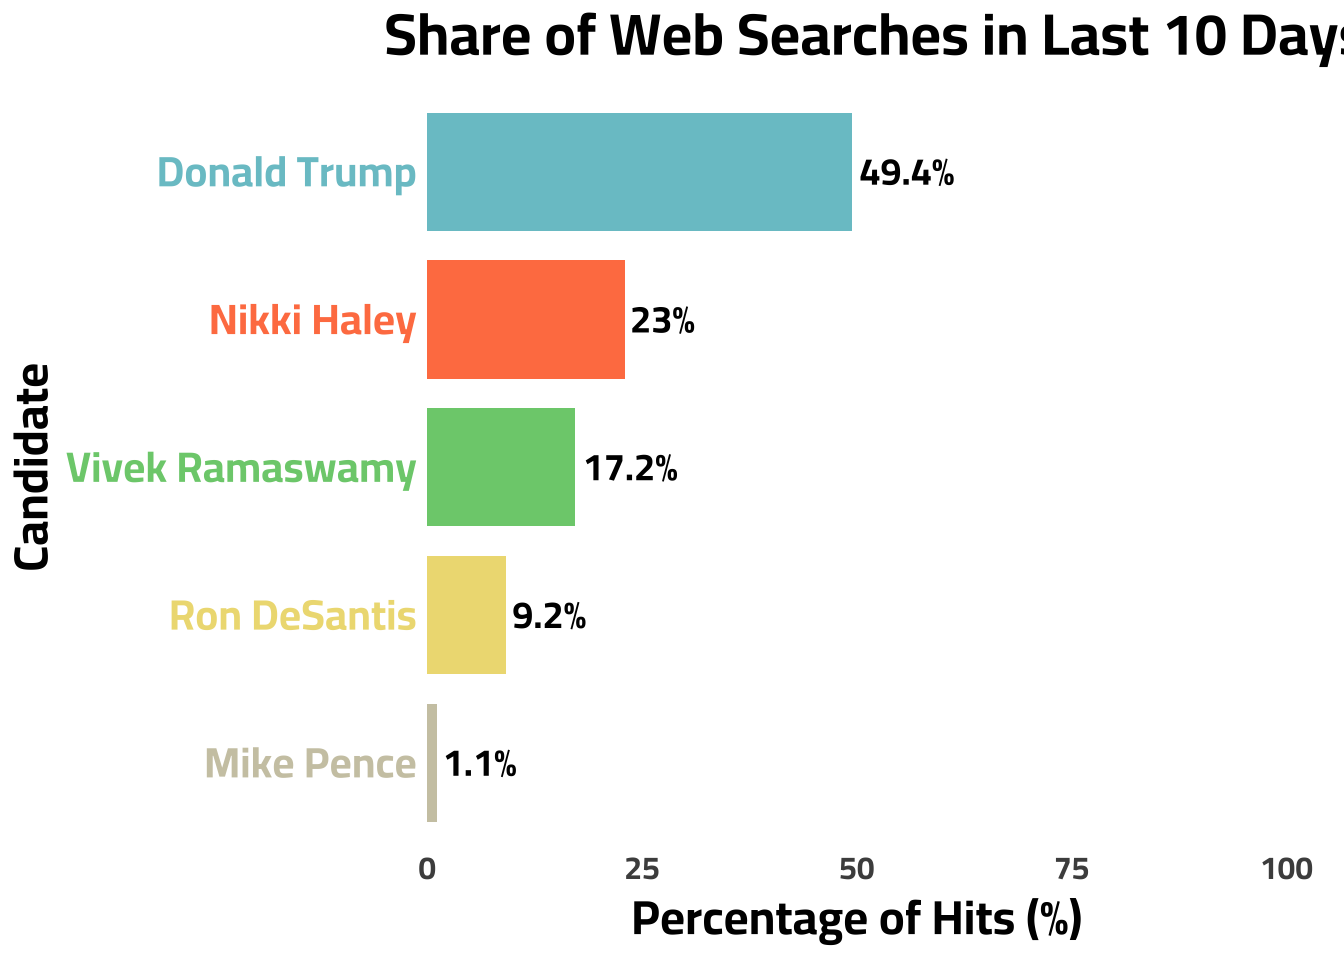 Share of Web Searches in Last 10 Days
Donald Trump 49.4%
Nikki Haley 23%
Vivek Ramaswamy 17.2%
Ron DeSantis 9.2%
Mike Pence 1.1%
Candidate
0 25 50 75 100
Percentage of Hits (%)